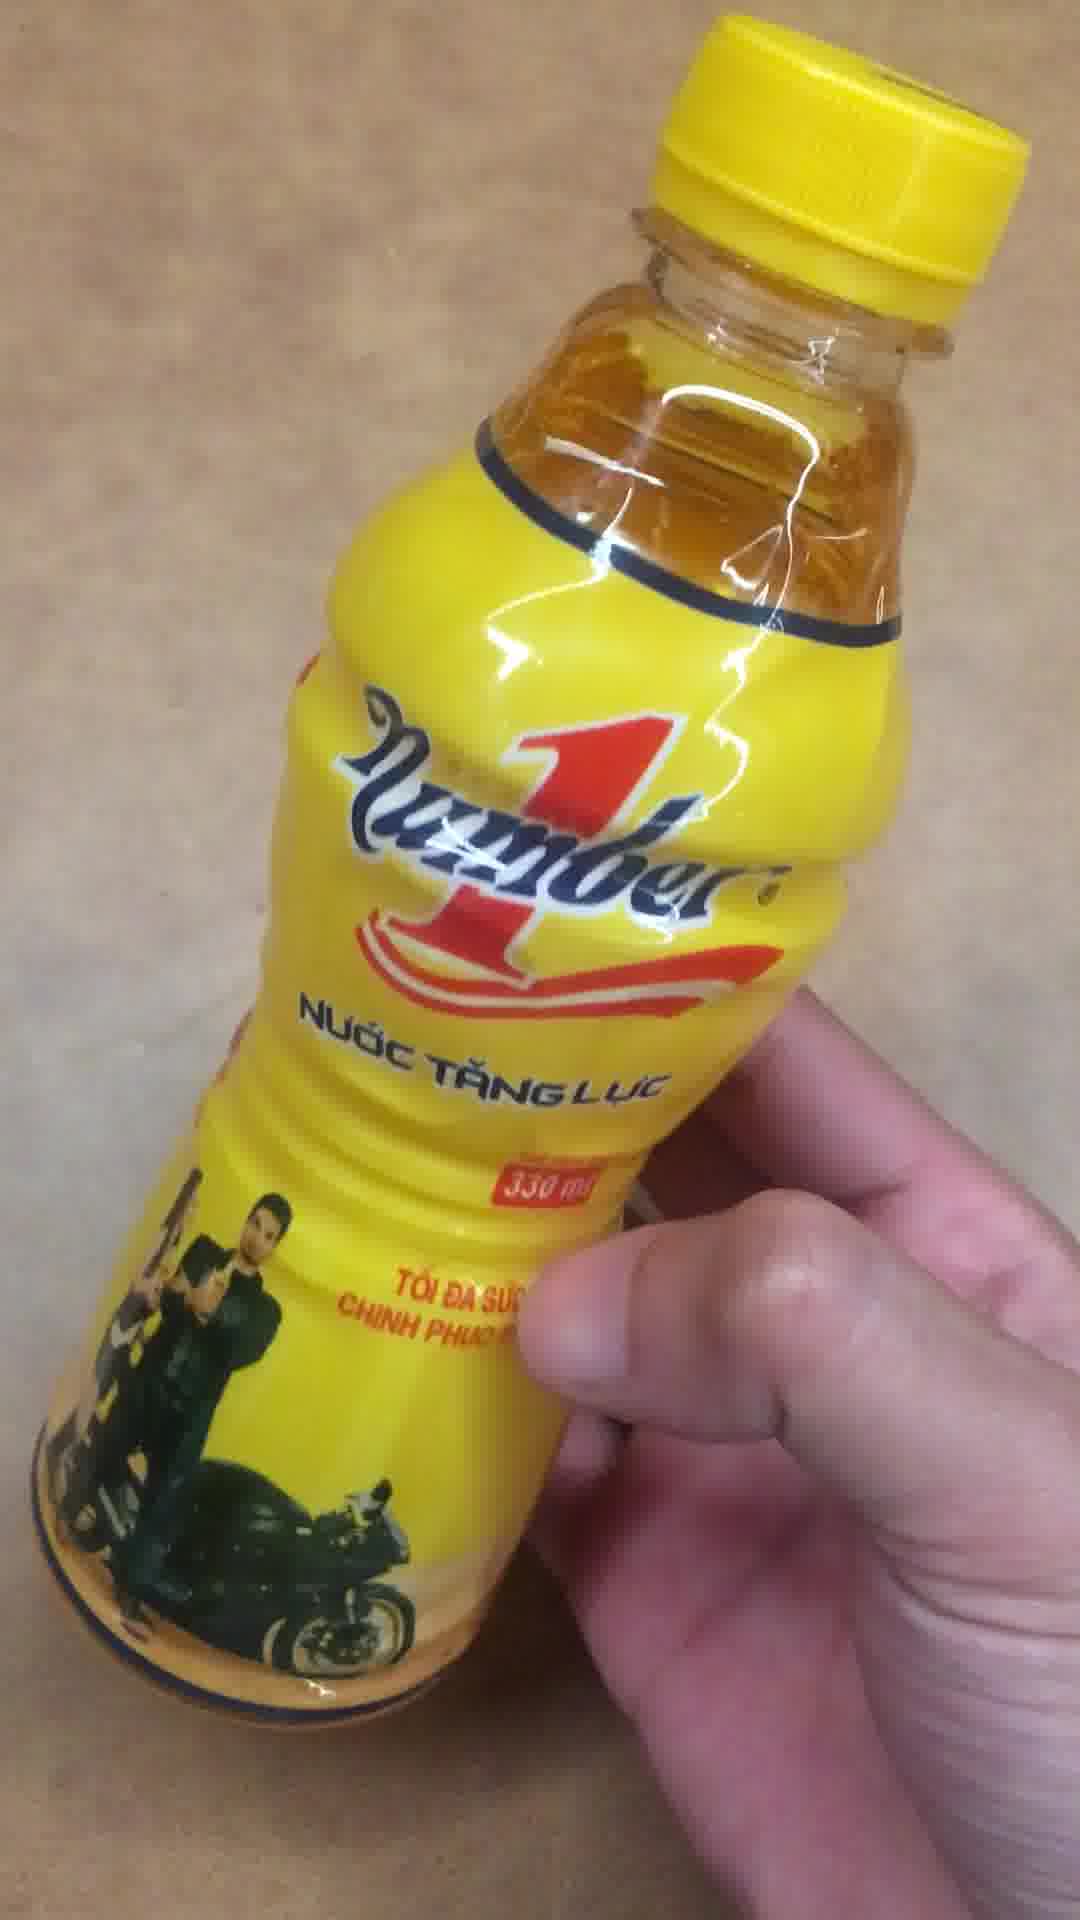 Number 1
NƯỚC TĂNG LỰC
330 ml
TỐI ĐA SỨC
CHINH PHỤC